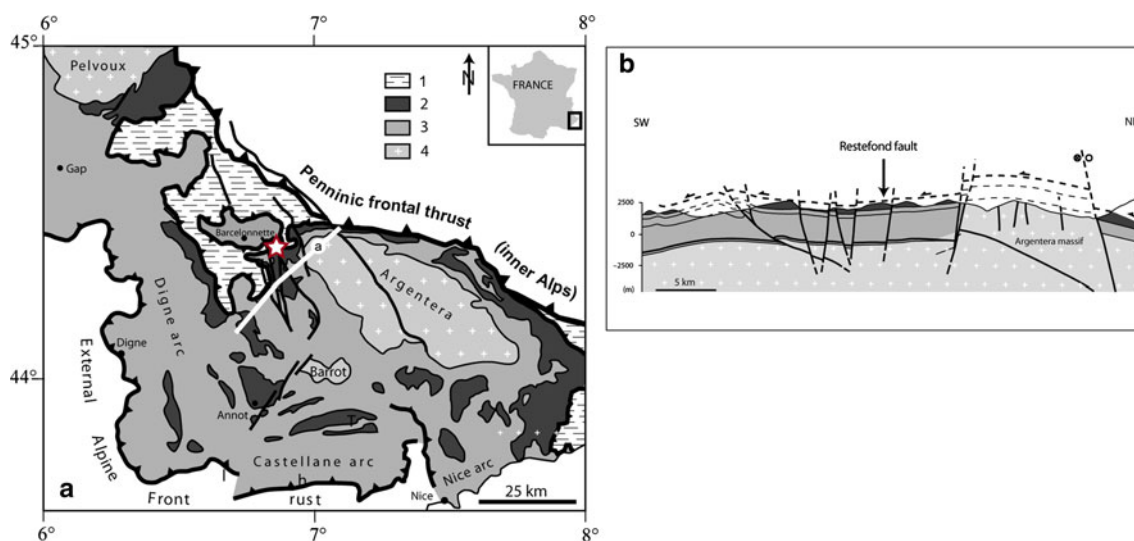 6°
7°
8°
45°
Pelvoux
1
2
3
4
N
FRANCE
Gap
Penninic frontal thrust
(inner Alps)
Barcelonnette
a
Argentera
Digne arc
Digne
External
Alpine
44°
Barrot
Annot
T
Castellane arc
h
Nice arc
Front
rust
Nice
25 km
a
6°
7°
8°
b
SW
Restefond fault
2500
0
-2500
(m)
5 km
Argentera massif